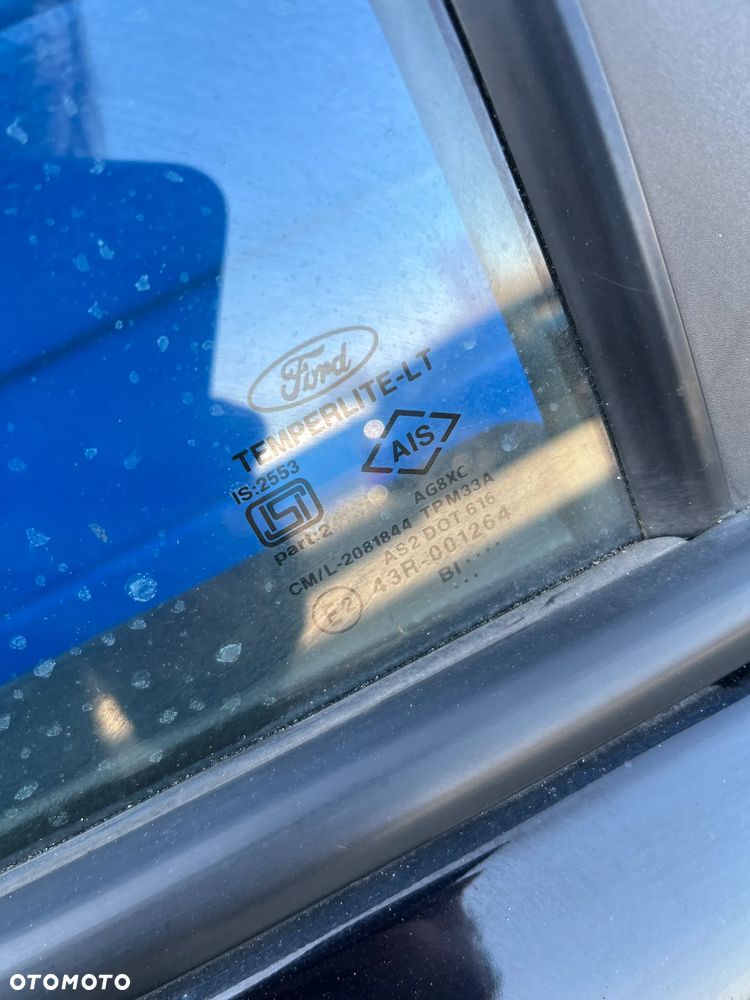 Ford
TEMPERLITE-LT
IS:2553
AIS
part:2
AG8XC
CM/L-2081844 TPM33A
AS2 DOT 616
E2 43R-001264
BI
OTOMOTO